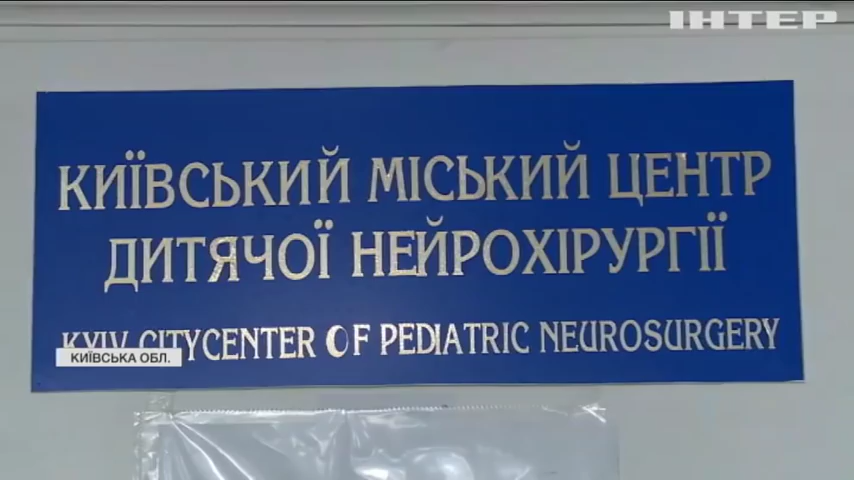 ІНТЕР
КИЇВСЬКИЙ МІСЬКИЙ ЦЕНТР
ДИТЯЧОЇ НЕЙРОХІРУРГІЇ
KYIV CITYCENTER OF PEDIATRIC NEUROSURGERY
КИЇВСЬКА ОБЛ.